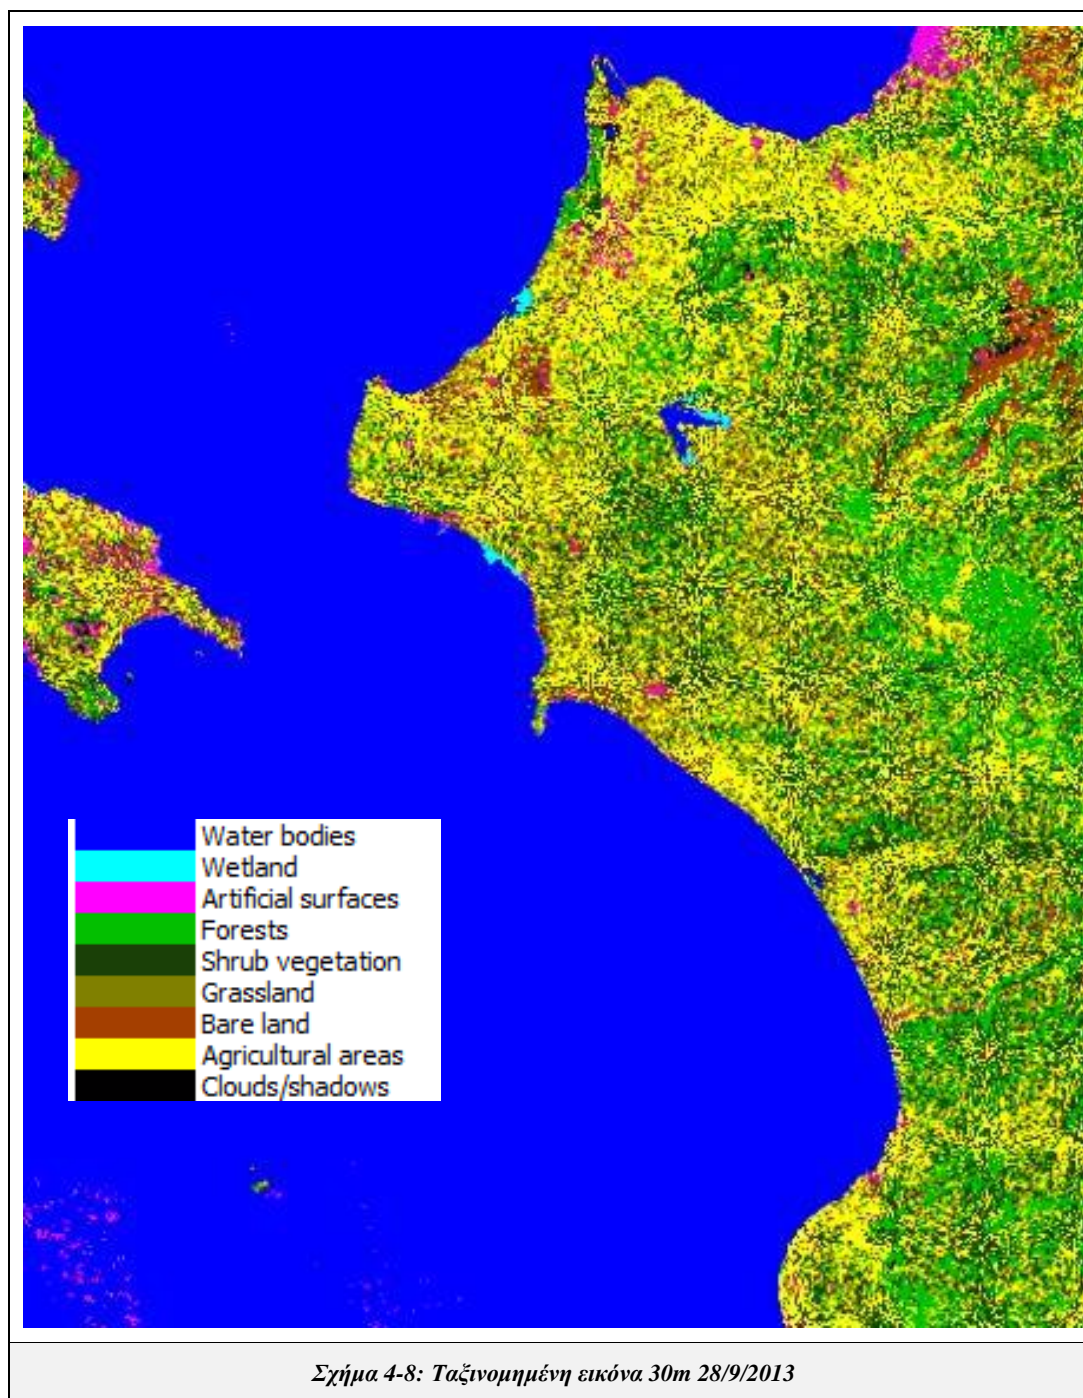 Water bodies
Wetland
Artificial surfaces
Forests
Shrub vegetation
Grassland
Bare land
Agricultural areas
Clouds/shadows
Σχήμα 4-8: Ταξινομημένη εικόνα 30m 28/9/2013